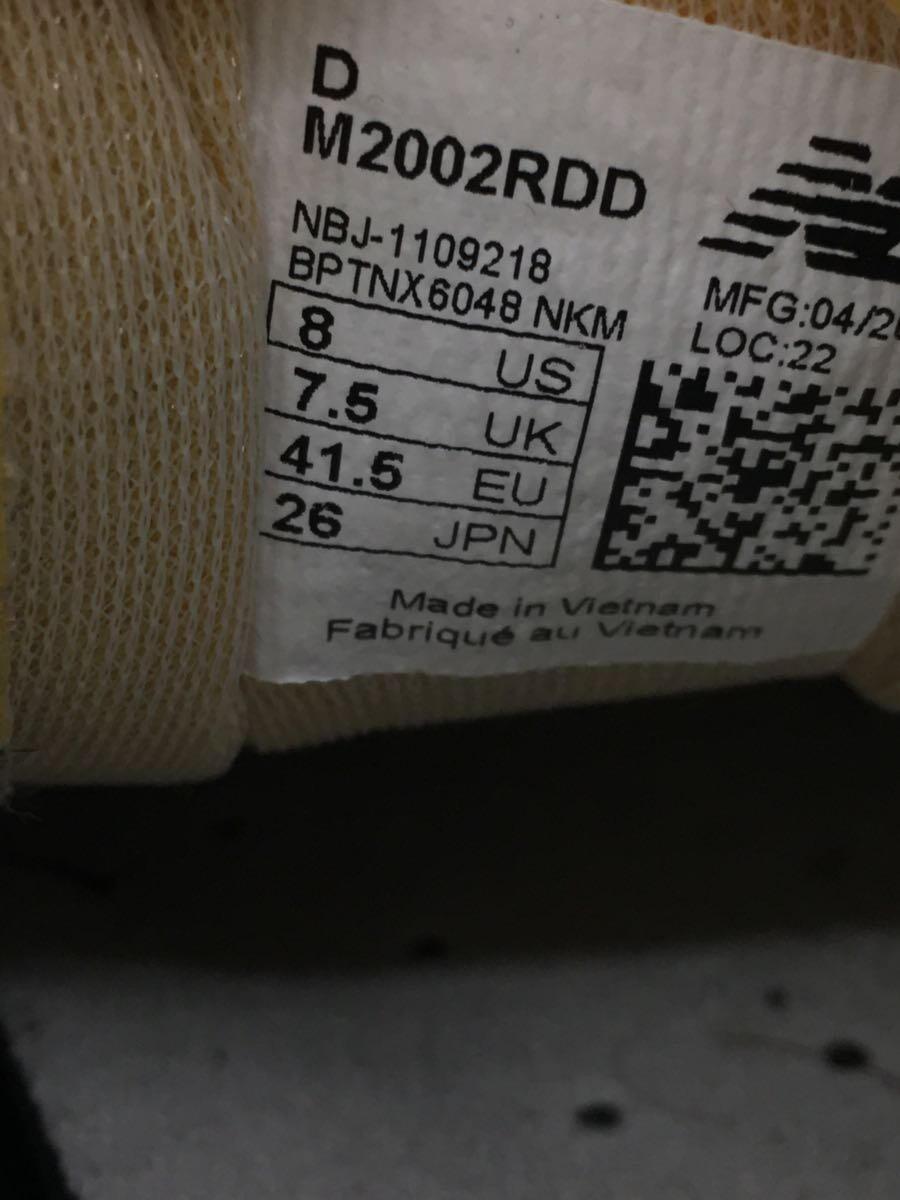 D
M2002RDD
NBJ-1109218
BPTNX6048 NKM
8 US
7.5 UK
41.5 EU
26 JPN
MFG:04/2
LOC:22
Made in Vietnam
Fabriqué au Vietnam